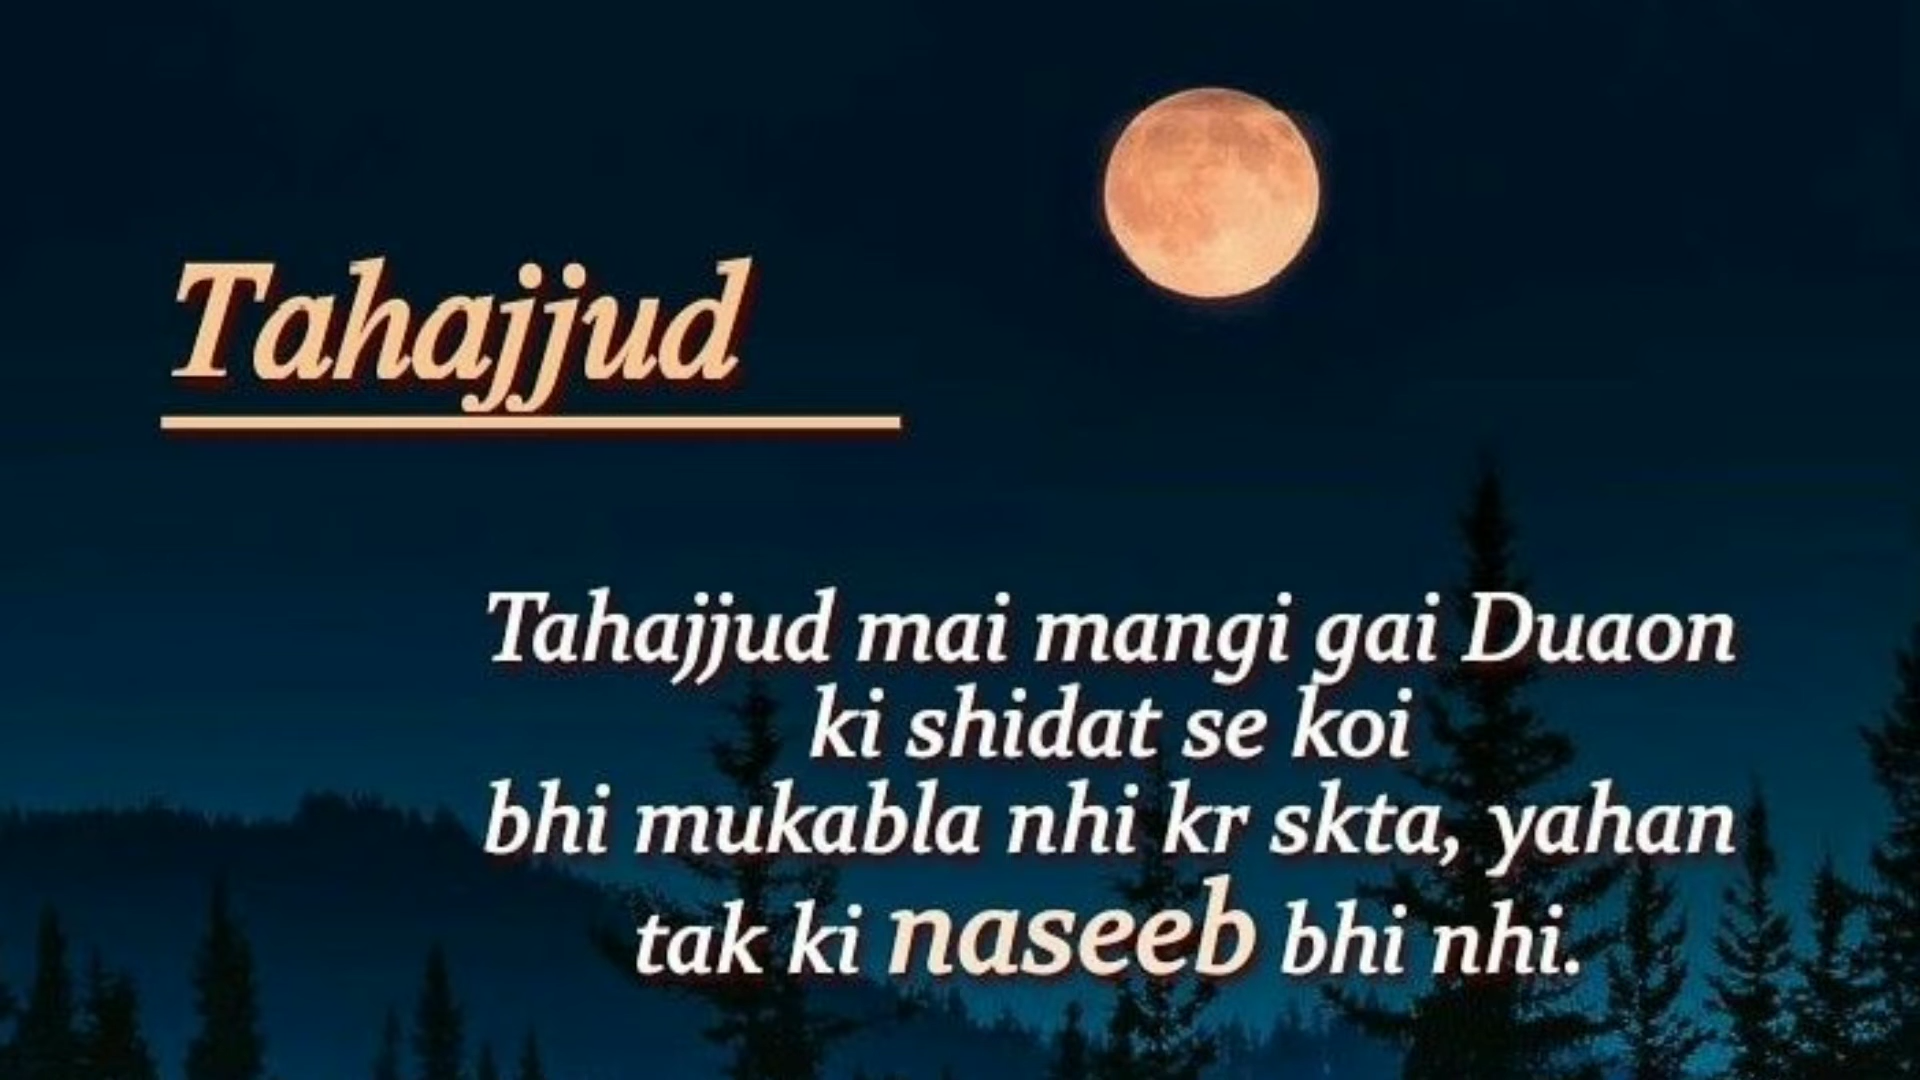 Tahajjud
Tahajjud mai mangi gai Duaon
ki shidat se koi
bhi mukabla nhi kr skta, yahan
tak ki naseeb bhi nhi.